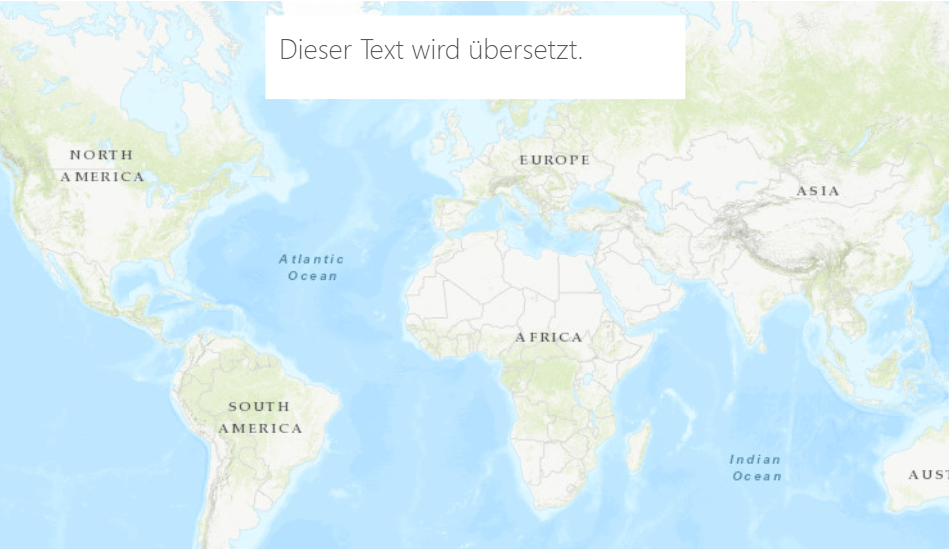 Dieser Text wird übersetzt.
NORTH
AMERICA
EUROPE
ASIA
Atlantic
Ocean
AFRICA
SOUTH
AMERICA
Indian
Ocean
AUST